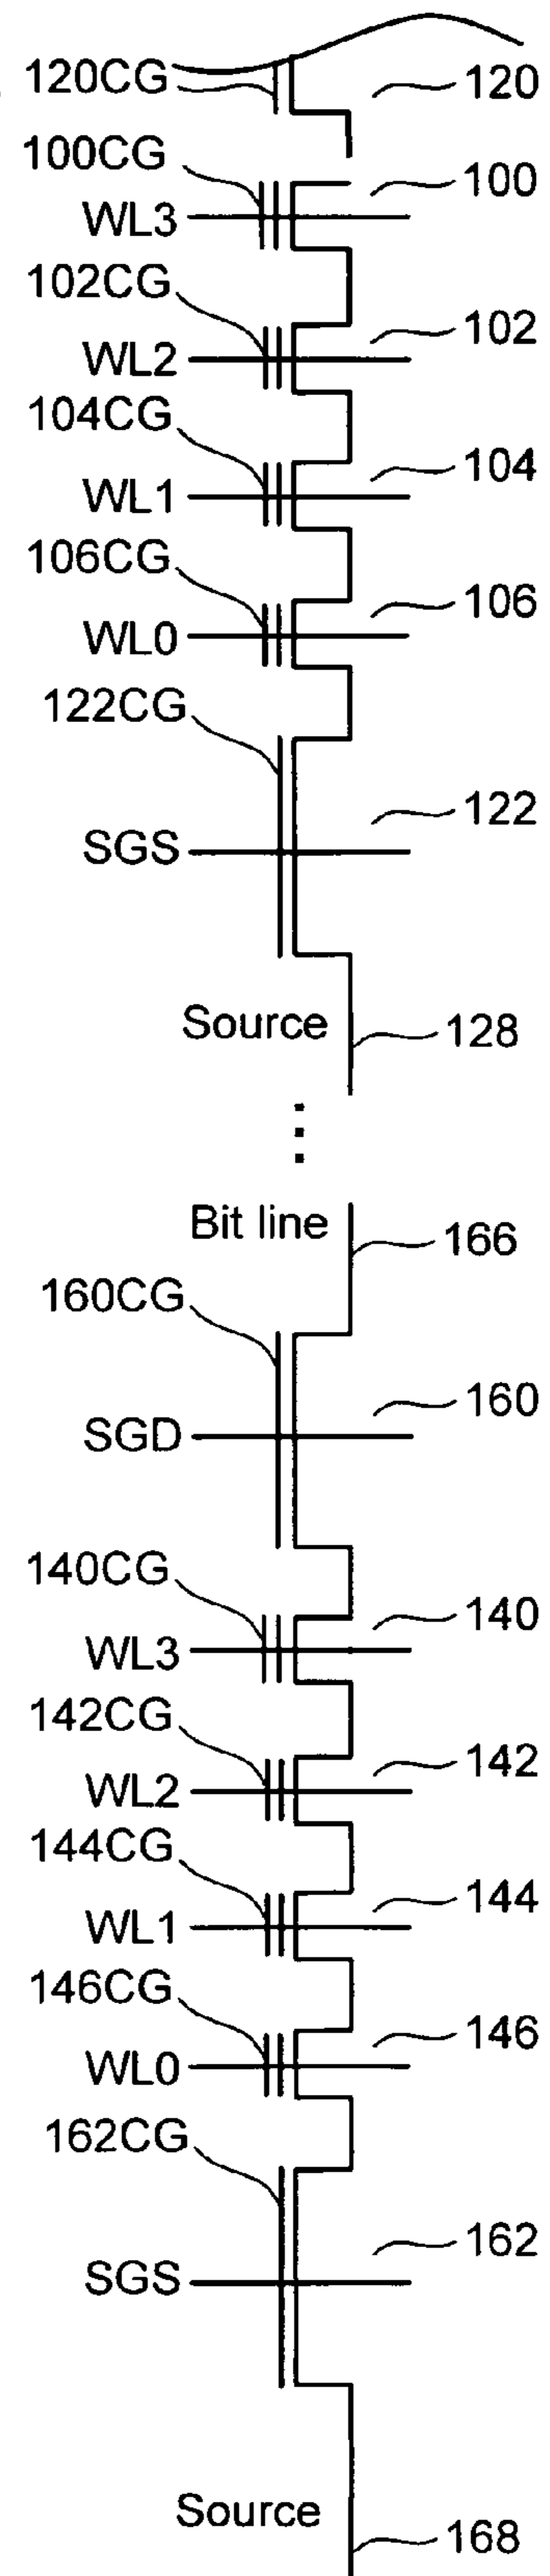 120CG 120
100CG 100
WL3
102CG 102
WL2
104CG 104
WL1
106CG 106
WL0
122CG
122
SGS
Source 128
Bit line 166
160CG
160
SGD
140CG 140
WL3
142CG 142
WL2
144CG 144
WL1
146CG 146
WL0
162CG
162
SGS
Source
168